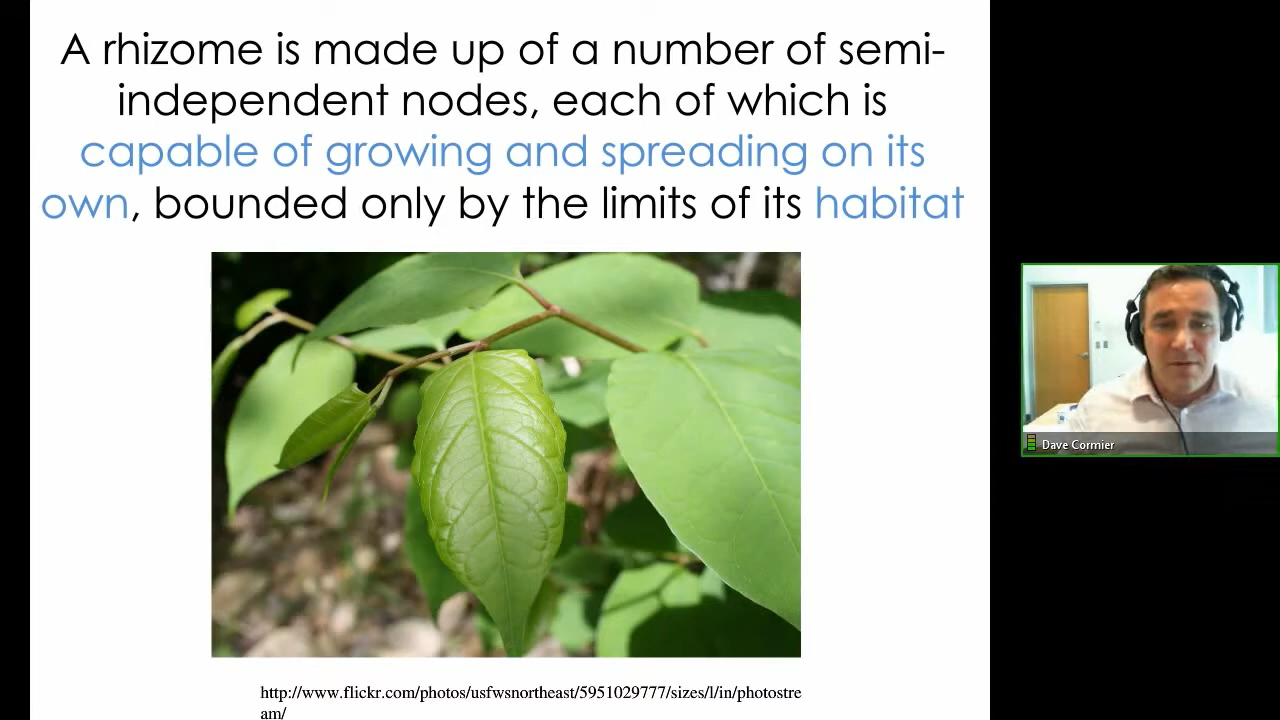 A rhizome is made up of a number of semi-
independent nodes, each of which is
capable of growing and spreading on its
own, bounded only by the limits of its habitat
http://www.flickr.com/photos/usfwsnortheast/5951029777/sizes/l/in/photostre
am/
Dave Cormier